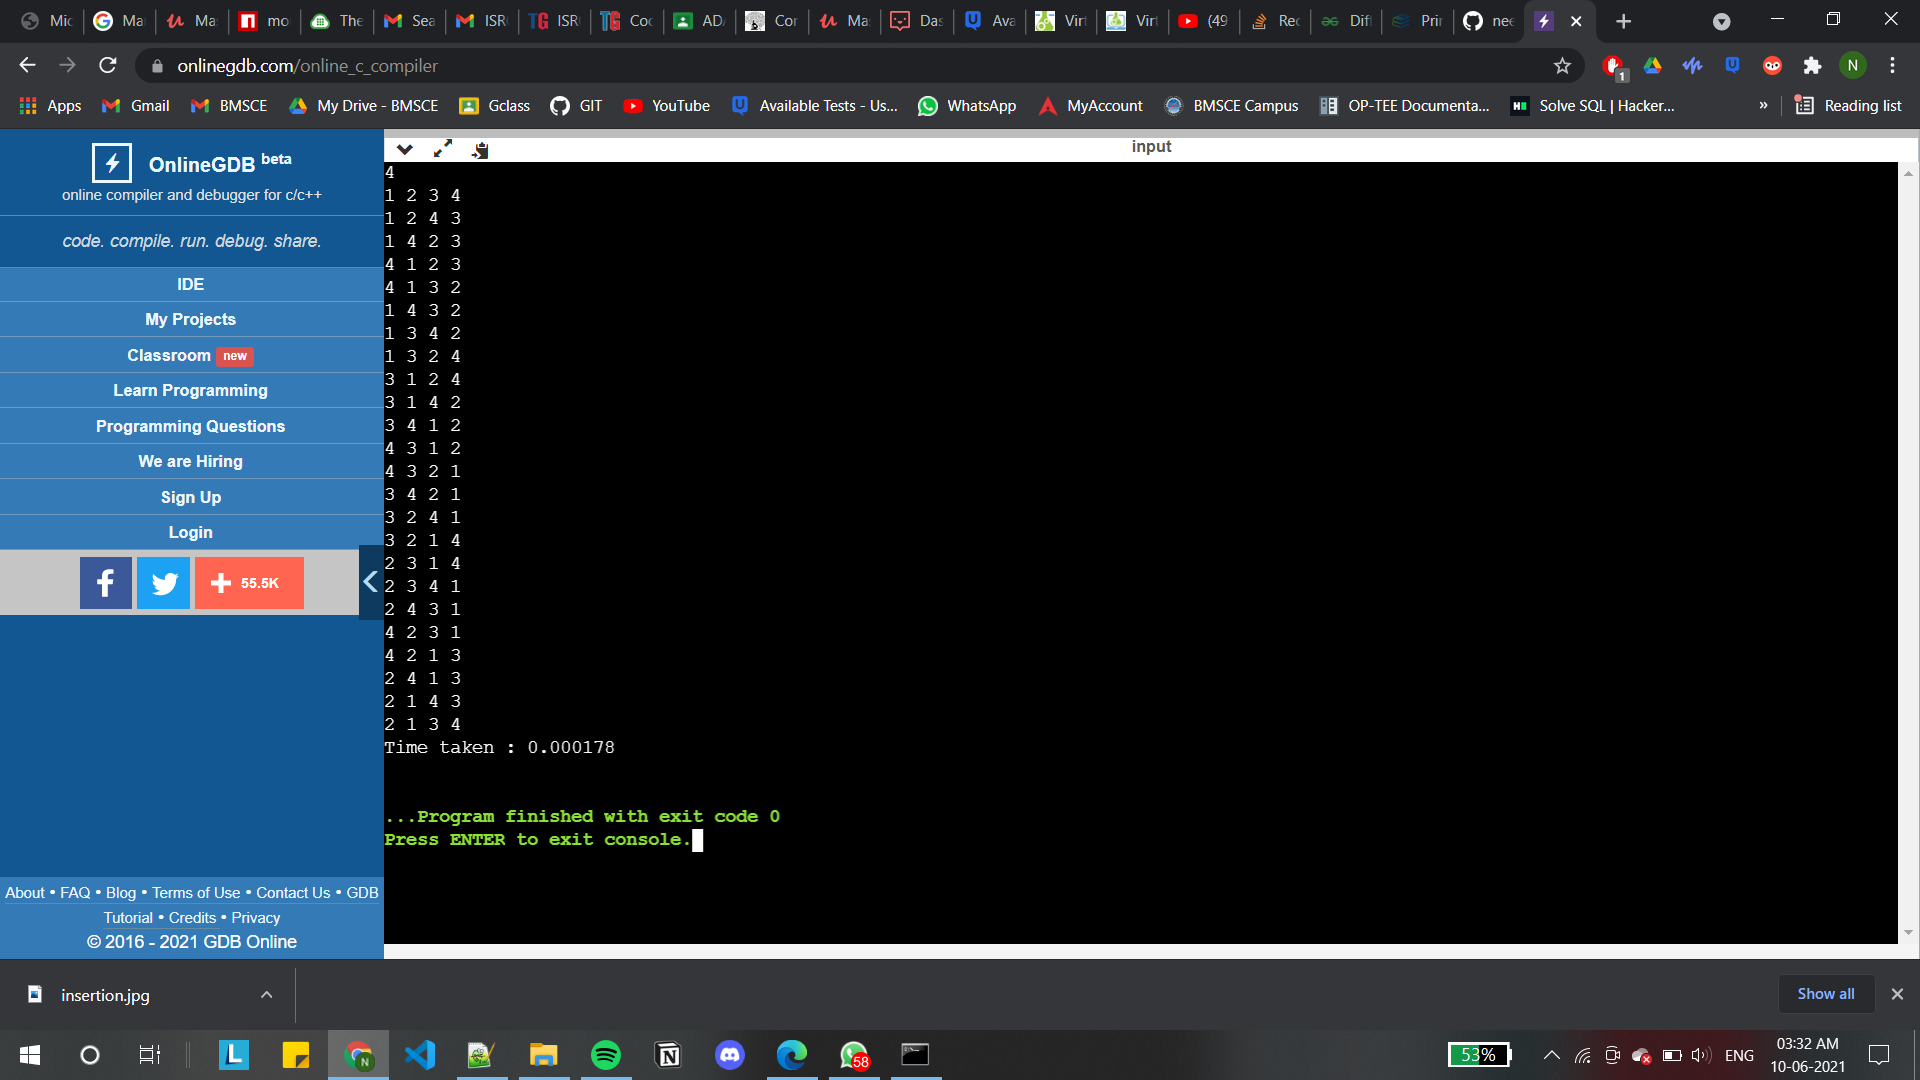 Mic
Ma
Ma
mo
The
Sea
ISR
ISR
Coc
AD
Cor
Ma
Das
Ava
Virt
Virt
(49
Rec
Diff
Prir
nee
onlinegdb.com/online_c_compiler
1
N
Apps
Gmail
BMSCE
My Drive - BMSCE
Gclass
GIT
YouTube
Available Tests - Us...
WhatsApp
MyAccount
BMSCE Campus
OP-TEE Documenta...
Solve SQL | Hacker...
»
Reading list
OnlineGDB beta
online compiler and debugger for c/c++
code. compile. run. debug. share.
IDE
My Projects
Classroom new
Learn Programming
Programming Questions
We are Hiring
Sign Up
Login
55.5K
About • FAQ • Blog • Terms of Use • Contact Us • GDB
Tutorial • Credits • Privacy
© 2016 - 2021 GDB Online
input
4
1 2 3 4
1 2 4 3
1 4 2 3
4 1 2 3
4 1 3 2
1 4 3 2
1 3 4 2
1 3 2 4
3 1 2 4
3 1 4 2
3 4 1 2
4 3 1 2
4 3 2 1
3 4 2 1
3 2 4 1
3 2 1 4
2 3 1 4
2 3 4 1
2 4 3 1
4 2 3 1
4 2 1 3
2 4 1 3
2 1 4 3
2 1 3 4
Time taken : 0.000178
...Program finished with exit code 0
Press ENTER to exit console.
insertion.jpg
Show all
58
53%
ENG
03:32 AM
10-06-2021